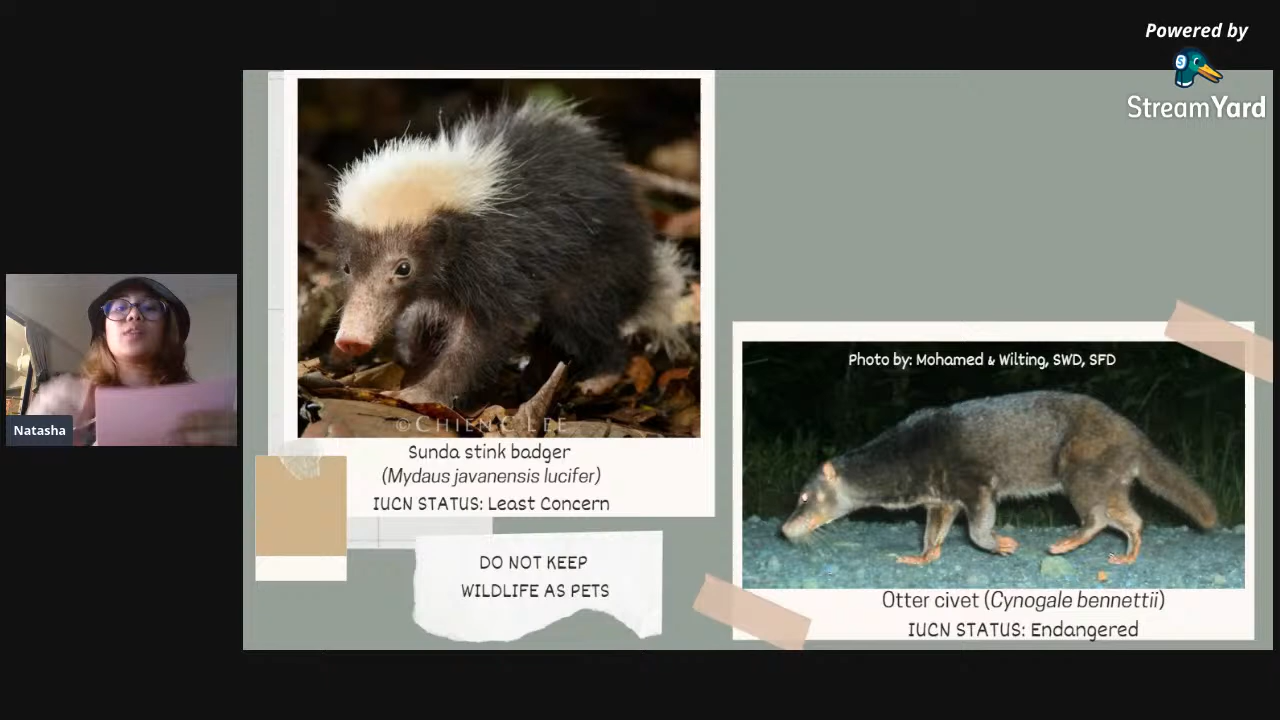 Powered by
StreamYard
©CHIEN C LEE
Sunda stink badger
(Mydaus javanensis lucifer)
IUCN STATUS: Least Concern
DO NOT KEEP
WILDLIFE AS PETS
Photo by: Mohamed & Wilting, SWD, SFD
Otter civet (Cynogale bennettii)
IUCN STATUS: Endangered
Natasha